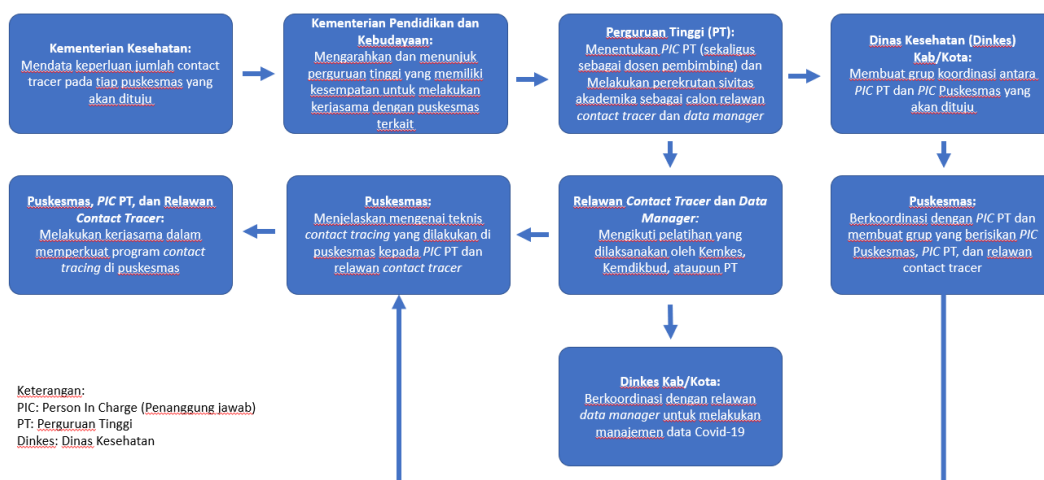 Kementerian Kesehatan:
Mendata keperluan jumlah contact
tracer pada tiap puskesmas yang
akan dituju
Kementerian Pendidikan dan
Kebudayaan:
Mengarahkan dan menunjuk
perguruan tinggi yang memiliki
kesempatan untuk melakukan
kerjasama dengan puskesmas
terkait
Perguruan Tinggi (PT):
Menentukan PIC PT (sekaligus
sebagai dosen pembimbing) dan
Melakukan perekrutan sivitas
akademika sebagai calon relawan
contact tracer dan data manager
Dinas Kesehatan (Dinkes)
Kab/Kota:
Membuat grup koordinasi antara
PIC PT dan PIC Puskesmas yang
akan dituju
Puskesmas, PIC PT, dan Relawan
Contact Tracer:
Melakukan kerjasama dalam
memperkuat program contact
tracing di puskesmas
Puskesmas:
Menjelaskan mengenai teknis
contact tracing yang dilakukan di
puskesmas kepada PIC PT dan
relawan contact tracer
Relawan Contact Tracer dan Data
Manager:
Mengikuti pelatihan yang
dilaksanakan oleh Kemkes,
Kemdikbud, ataupun PT
Puskesmas:
Berkoordinasi dengan PIC PT dan
membuat grup yang berisikan PIC
Puskesmas, PIC PT, dan relawan
contact tracer
Dinkes Kab/Kota:
Berkoordinasi dengan relawan
data manager untuk melakukan
manajemen data Covid-19
Keterangan:
PIC: Person In Charge (Penanggung jawab)
PT: Perguruan Tinggi
Dinkes: Dinas Kesehatan